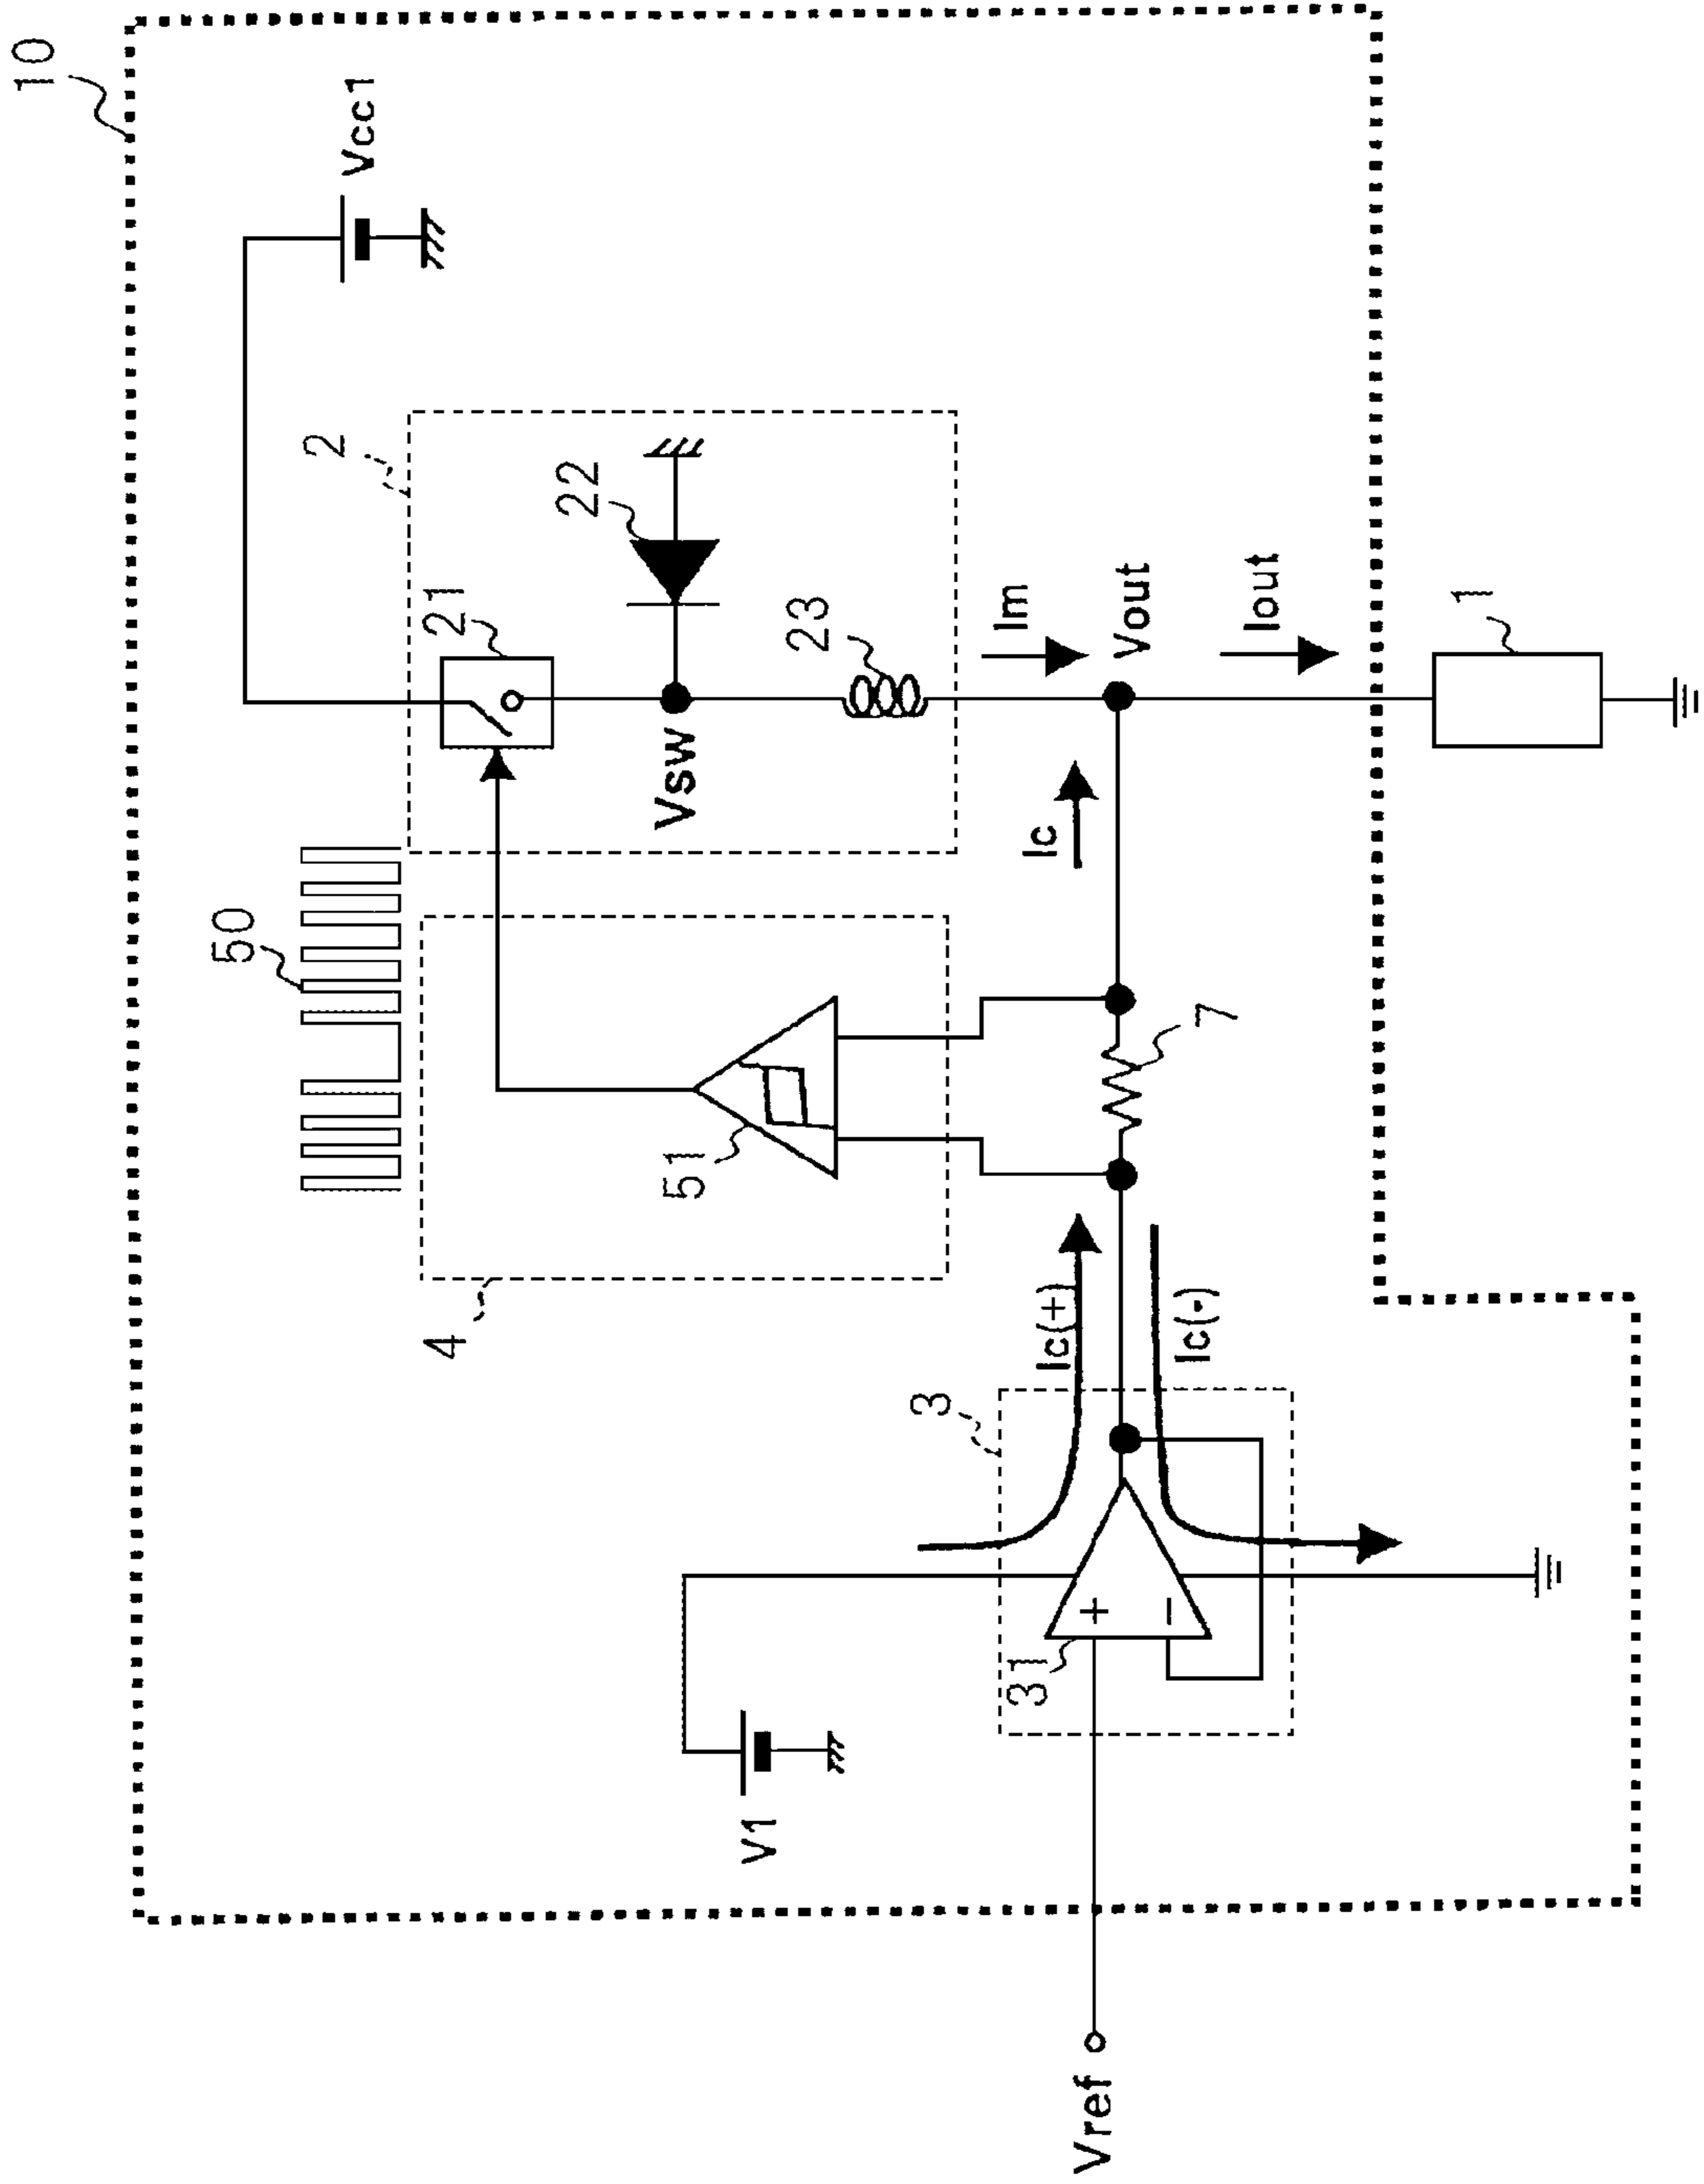 10
Vcc1
2
22
21
23
Vsw
Im
Vout
Iout
1
50
Ic
51
7
4
Ic(+)
Ic(-)
3
31
+
−
V1
Vref